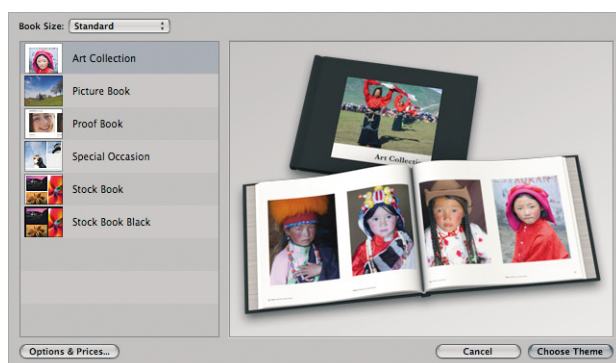 Book Size: Standard
Art Collection
Picture Book
Proof Book
Special Occasion
Stock Book
Stock Book Black
Art Collection
Options & Prices...
Cancel
Choose Theme